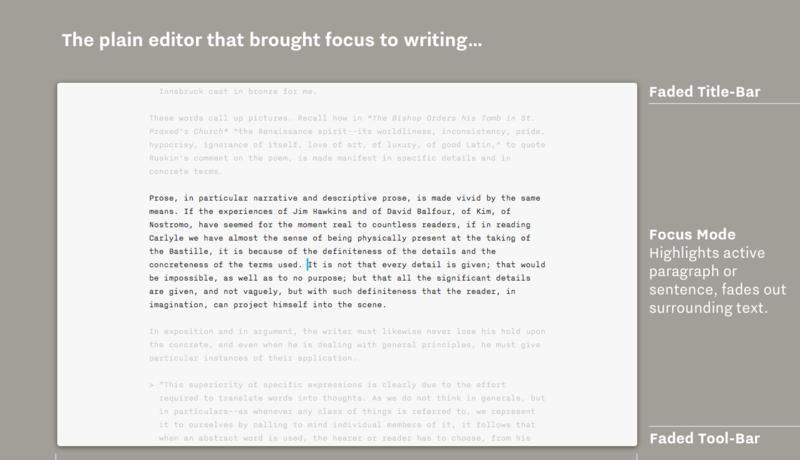 The plain editor that brought focus to writing...
Innsbruck cast in bronze for me.
These words call up pictures. Recall how in *The Bishop Orders his Tomb in St.
Praxed's Church* "the Renaissance spirit--its worldliness, inconsistency, pride,
hypocrisy, ignorance of itself, love of art, of luxury, of good Latin," to quote
Ruskin's comment on the poem, is made manifest in specific details and in
concrete terms.
Prose, in particular narrative and descriptive prose, is made vivid by the same
means. If the experiences of Jim Hawkins and of David Balfour, of Kim, of
Nostromo, have seemed for the moment real to countless readers, if in reading
Carlyle we have almost the sense of being physically present at the taking of
the Bastille, it is because of the definiteness of the details and the
concreteness of the terms used. It is not that every detail is given; that would
be impossible, as well as to no purpose; but that all the significant details
are given, and not vaguely, but with such definiteness that the reader, in
imagination, can project himself into the scene.
In exposition and in argument, the writer must likewise never lose his hold upon
the concrete, and even when he is dealing with general principles, he must give
particular instances of their application.
> "This superiority of specific expressions is clearly due to the effort
required to translate words into thoughts. As we do not think in generals, but
in particulars--as whenever any class of things is referred to, we represent
it to ourselves by calling to mind individual members of it, it follows that
when an abstract word is used, the hearer or reader has to choose, from his
Faded Title-Bar
Focus Mode
Highlights active
paragraph or
sentence, fades out
surrounding text.
Faded Tool-Bar